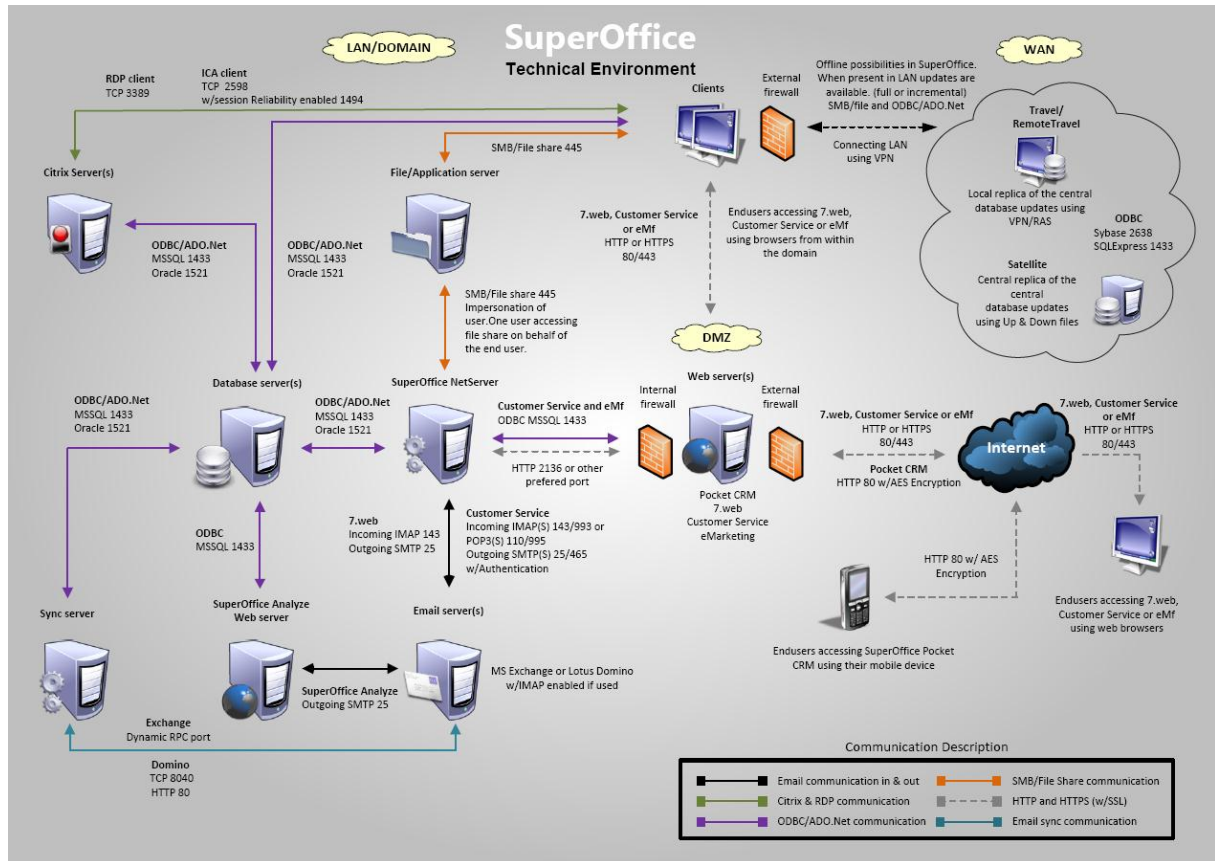 SuperOffice
Technical Environment
LAN/DOMAIN
WAN
RDP client
TCP 3389
ICA client
TCP 2598
w/session Reliability enabled 1494
Clients
External
firewall
Offline possibilities in SuperOffice.
When present in LAN updates are
available. (full or incremental)
SMB/file and ODBC/ADO.Net
Connecting LAN
using VPN
Travel/
RemoteTravel
Local replica of the central
database updates using
VPN/RAS
ODBC
Sybase 2638
SQLExpress 1433
Satellite
Central replica of the
central
database updates
using Up & Down files
SMB/File share 445
Citrix Server(s)
File/Application server
ODBC/ADO.Net
MSSQL 1433
Oracle 1521
ODBC/ADO.Net
MSSQL 1433
Oracle 1521
7.web, Customer Service
or eMf
HTTP or HTTPS
80/443
Endusers accessing 7.web,
Customer Service or eMf
using browsers from within
the domain
SMB/File share 445
Impersonation of
user.One user accessing
file share on behalf of
the end user.
DMZ
Database server(s)
SuperOffice NetServer
Web server(s)
Internal
firewall
External
firewall
ODBC/ADO.Net
MSSQL 1433
Oracle 1521
ODBC/ADO.Net
MSSQL 1433
Oracle 1521
Customer Service and eMf
ODBC MSSQL 1433
HTTP 2136 or other
prefered port
Pocket CRM
7.web
Customer Service
eMarketing
7.web, Customer Service or eMf
HTTP or HTTPS
80/443
Pocket CRM
HTTP 80 w/AES Encryption
Internet
7.web, Customer Service
or eMf
HTTP or HTTPS
80/443
ODBC
MSSQL 1433
7.web
Incoming IMAP 143
Outgoing SMTP 25
Customer Service
Incoming IMAP(S) 143/993 or
POP3(S) 110/995
Outgoing SMTP(S) 25/465
w/Authentication
HTTP 80 w/ AES
Encryption
Endusers accessing 7.web,
Customer Service or eMf
using web browsers
Endusers accessing SuperOffice Pocket
CRM using their mobile device
Sync server
SuperOffice Analyze
Web server
Email server(s)
MS Exchange or Lotus Domino
w/IMAP enabled if used
SuperOffice Analyze
Outgoing SMTP 25
Exchange
Dynamic RPC port
Domino
TCP 8040
HTTP 80
Communication Description
Email communication in & out
SMB/File Share communication
Citrix & RDP communication
HTTP and HTTPS (w/SSL)
ODBC/ADO.Net communication
Email sync communication